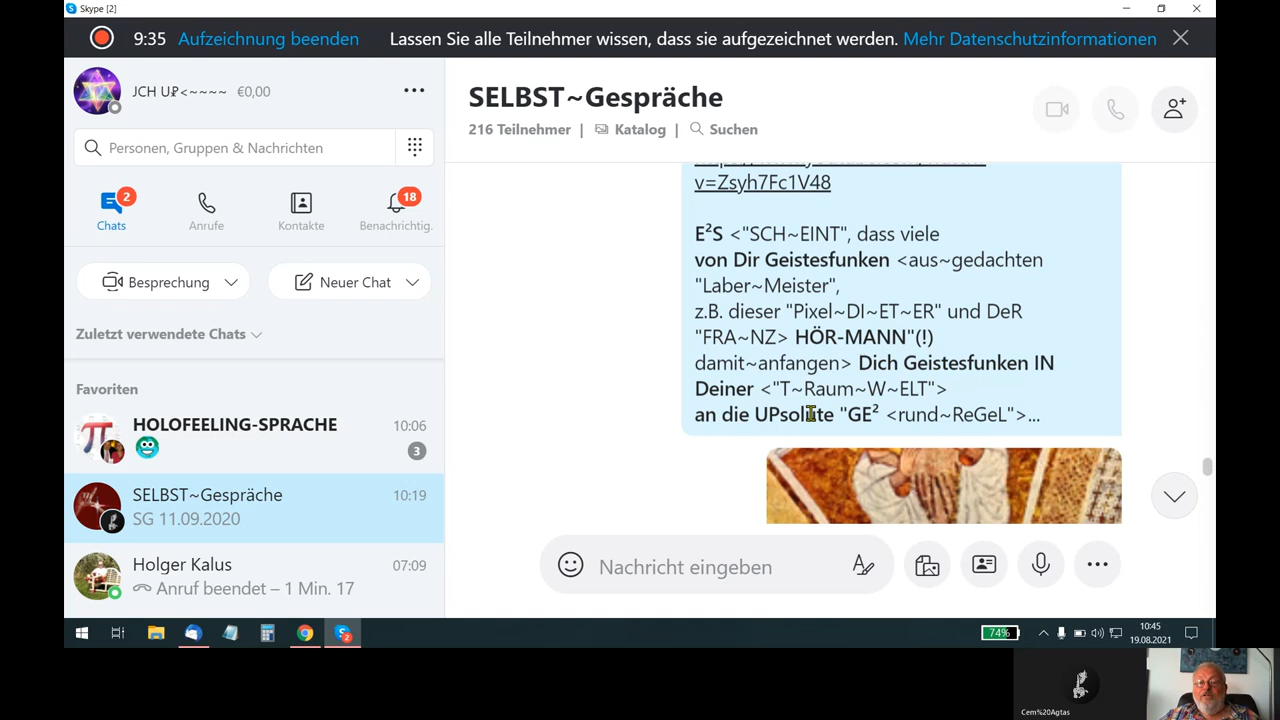 Skype [2]
9:35 Aufzeichnung beenden Lassen Sie alle Teilnehmer wissen, dass sie aufgezeichnet werden. Mehr Datenschutzinformationen
€0,00
Personen, Gruppen & Nachrichten
2
18
Chats Anrufe Kontakte Benachrichtig.
Besprechung Neuer Chat
Zuletzt verwendete Chats
Favoriten
HOLOFEELING-SPRACHE 10:06
3
SELBST~Gespräche 10:19
SG 11.09.2020
Holger Kalus 07:09
Anruf beendet – 1 Min. 17
SELBST~Gespräche
216 Teilnehmer | Katalog | Suchen
v=Zsyh7Fc1V48
E²S <"SCH~EINT", dass viele
von Dir Geistesfunken <aus~gedachten
"Laber~Meister",
z.B. dieser "Pixel~DI~ET~ER" und DeR
"FRA~NZ> HÖR-MANN"(!)
damit~anfangen> Dich Geistesfunken IN
Deiner <"T~Raum~W~ELT">
an die UPsolute "GE² <rund~ReGeL">...
Nachricht eingeben
74%
10:45
19.08.2021
Cem%20Agtas